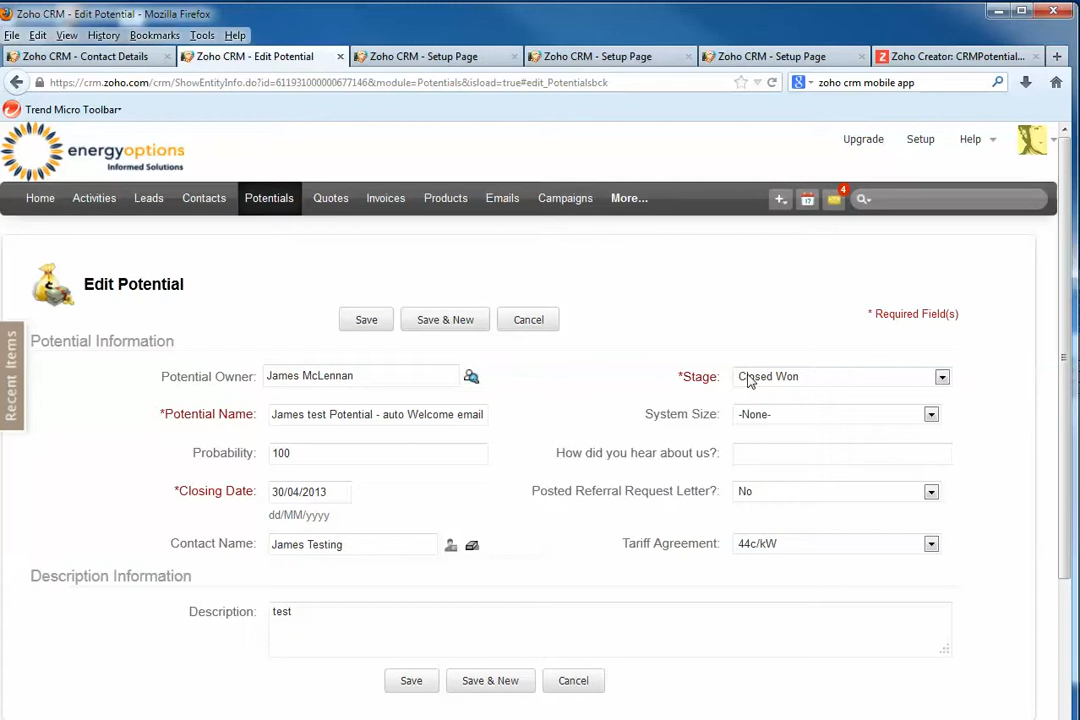 Zoho CRM - Edit Potential - Mozilla Firefox
File Edit View History Bookmarks Tools Help
Zoho CRM - Contact Details × Zoho CRM - Edit Potential × Zoho CRM - Setup Page × Zoho CRM - Setup Page × Zoho CRM - Setup Page × Zoho Creator: CRMPotential... × +
https://crm.zoho.com/crm/ShowEntityInfo.do?id=611931000000677146&module=Potentials&isload=true#edit_Potentialsbck zoho crm mobile app
Trend Micro Toolbar
energyoptions
Informed Solutions
Upgrade Setup Help
Home Activities Leads Contacts Potentials Quotes Invoices Products Emails Campaigns More... 17 4
Recent Items
Edit Potential
Save Save & New Cancel
* Required Field(s)
Potential Information
Potential Owner: James McLennan *Stage: Closed Won
*Potential Name: James test Potential - auto Welcome email System Size: -None-
Probability: 100 How did you hear about us?:
*Closing Date: 30/04/2013 Posted Referral Request Letter?: No
dd/MM/yyyy
Contact Name: James Testing Tariff Agreement: 44c/kW
Description Information
Description: test
Save Save & New Cancel